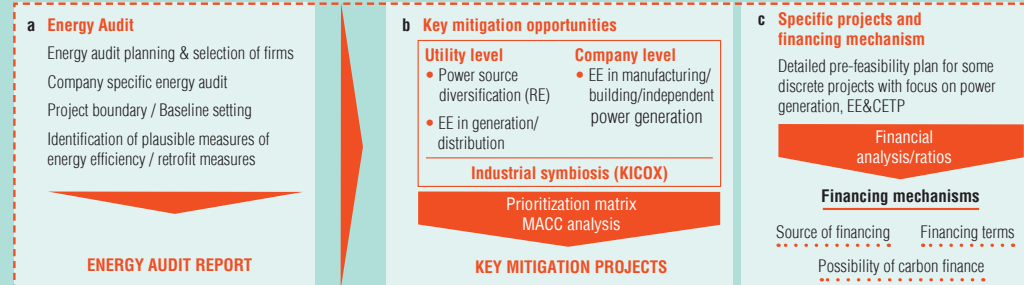 a Energy Audit
Energy audit planning & selection of firms
Company specific energy audit
Project boundary / Baseline setting
Identification of plausible measures of
energy efficiency / retrofit measures
ENERGY AUDIT REPORT
b Key mitigation opportunities
Utility level
• Power source
diversification (RE)
• EE in generation/
distribution
Company level
• EE in manufacturing/
building/independent
power generation
Industrial symbiosis (KICOX)
Prioritization matrix
MACC analysis
KEY MITIGATION PROJECTS
c Specific projects and
financing mechanism
Detailed pre-feasibility plan for some
discrete projects with focus on power
generation, EE&CETP
Financial
analysis/ratios
Financing mechanisms
Source of financing
Financing terms
Possibility of carbon finance